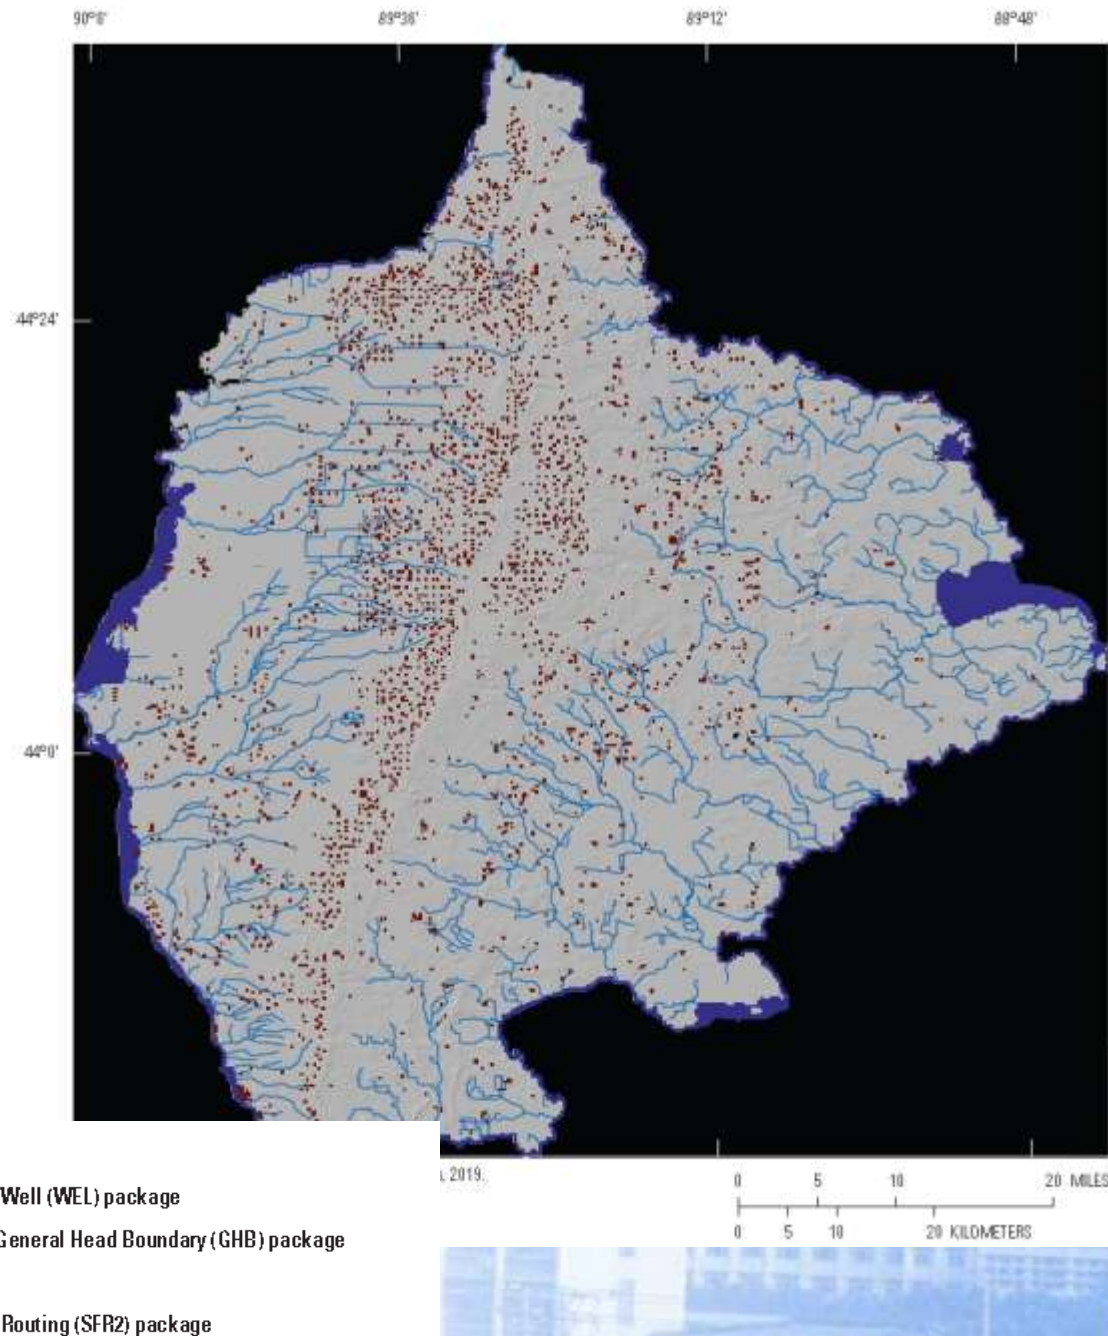 90°8' 89°36' 89°12' 88°48'
44°24'
44°0'
, 2019.
0 5 10 20 MILES
0 5 10 20 KILOMETERS
Well (WEL) package
General Head Boundary (GHB) package
Routing (SFR2) package